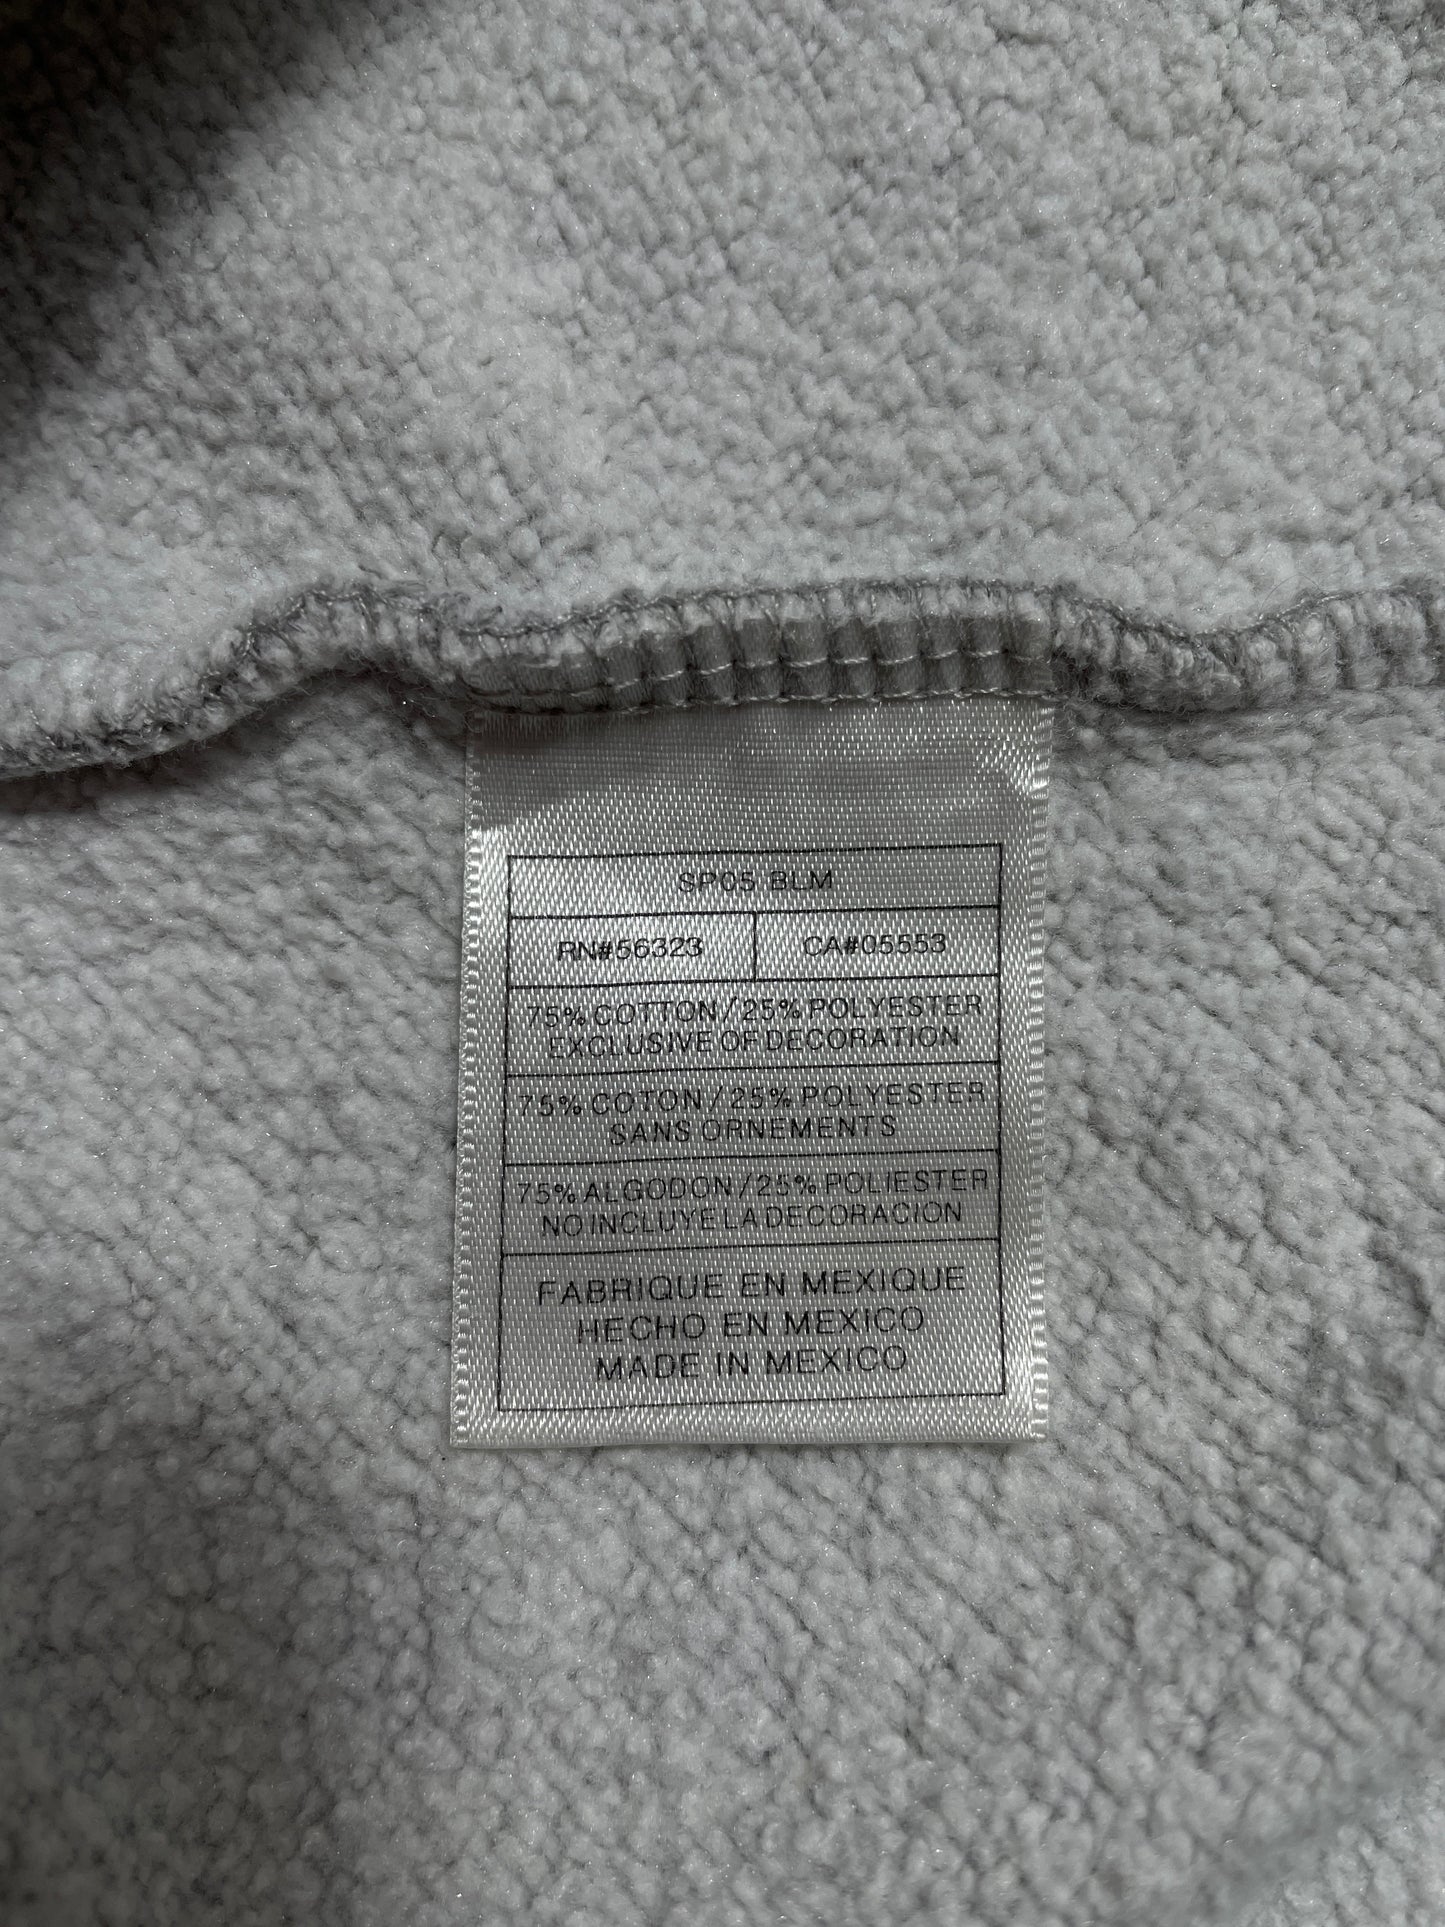 SP05 BLM
RN#56323 CA#05553
75% COTTON/25% POLYESTER
EXCLUSIVE OF DECORATION
75% COTON/25% POLYESTER
SANS ORNEMENTS
75% ALGODON/25% POLIESTER
NO INCLUYE LA DECORACION
FABRIQUE EN MEXIQUE
HECHO EN MEXICO
MADE IN MEXICO